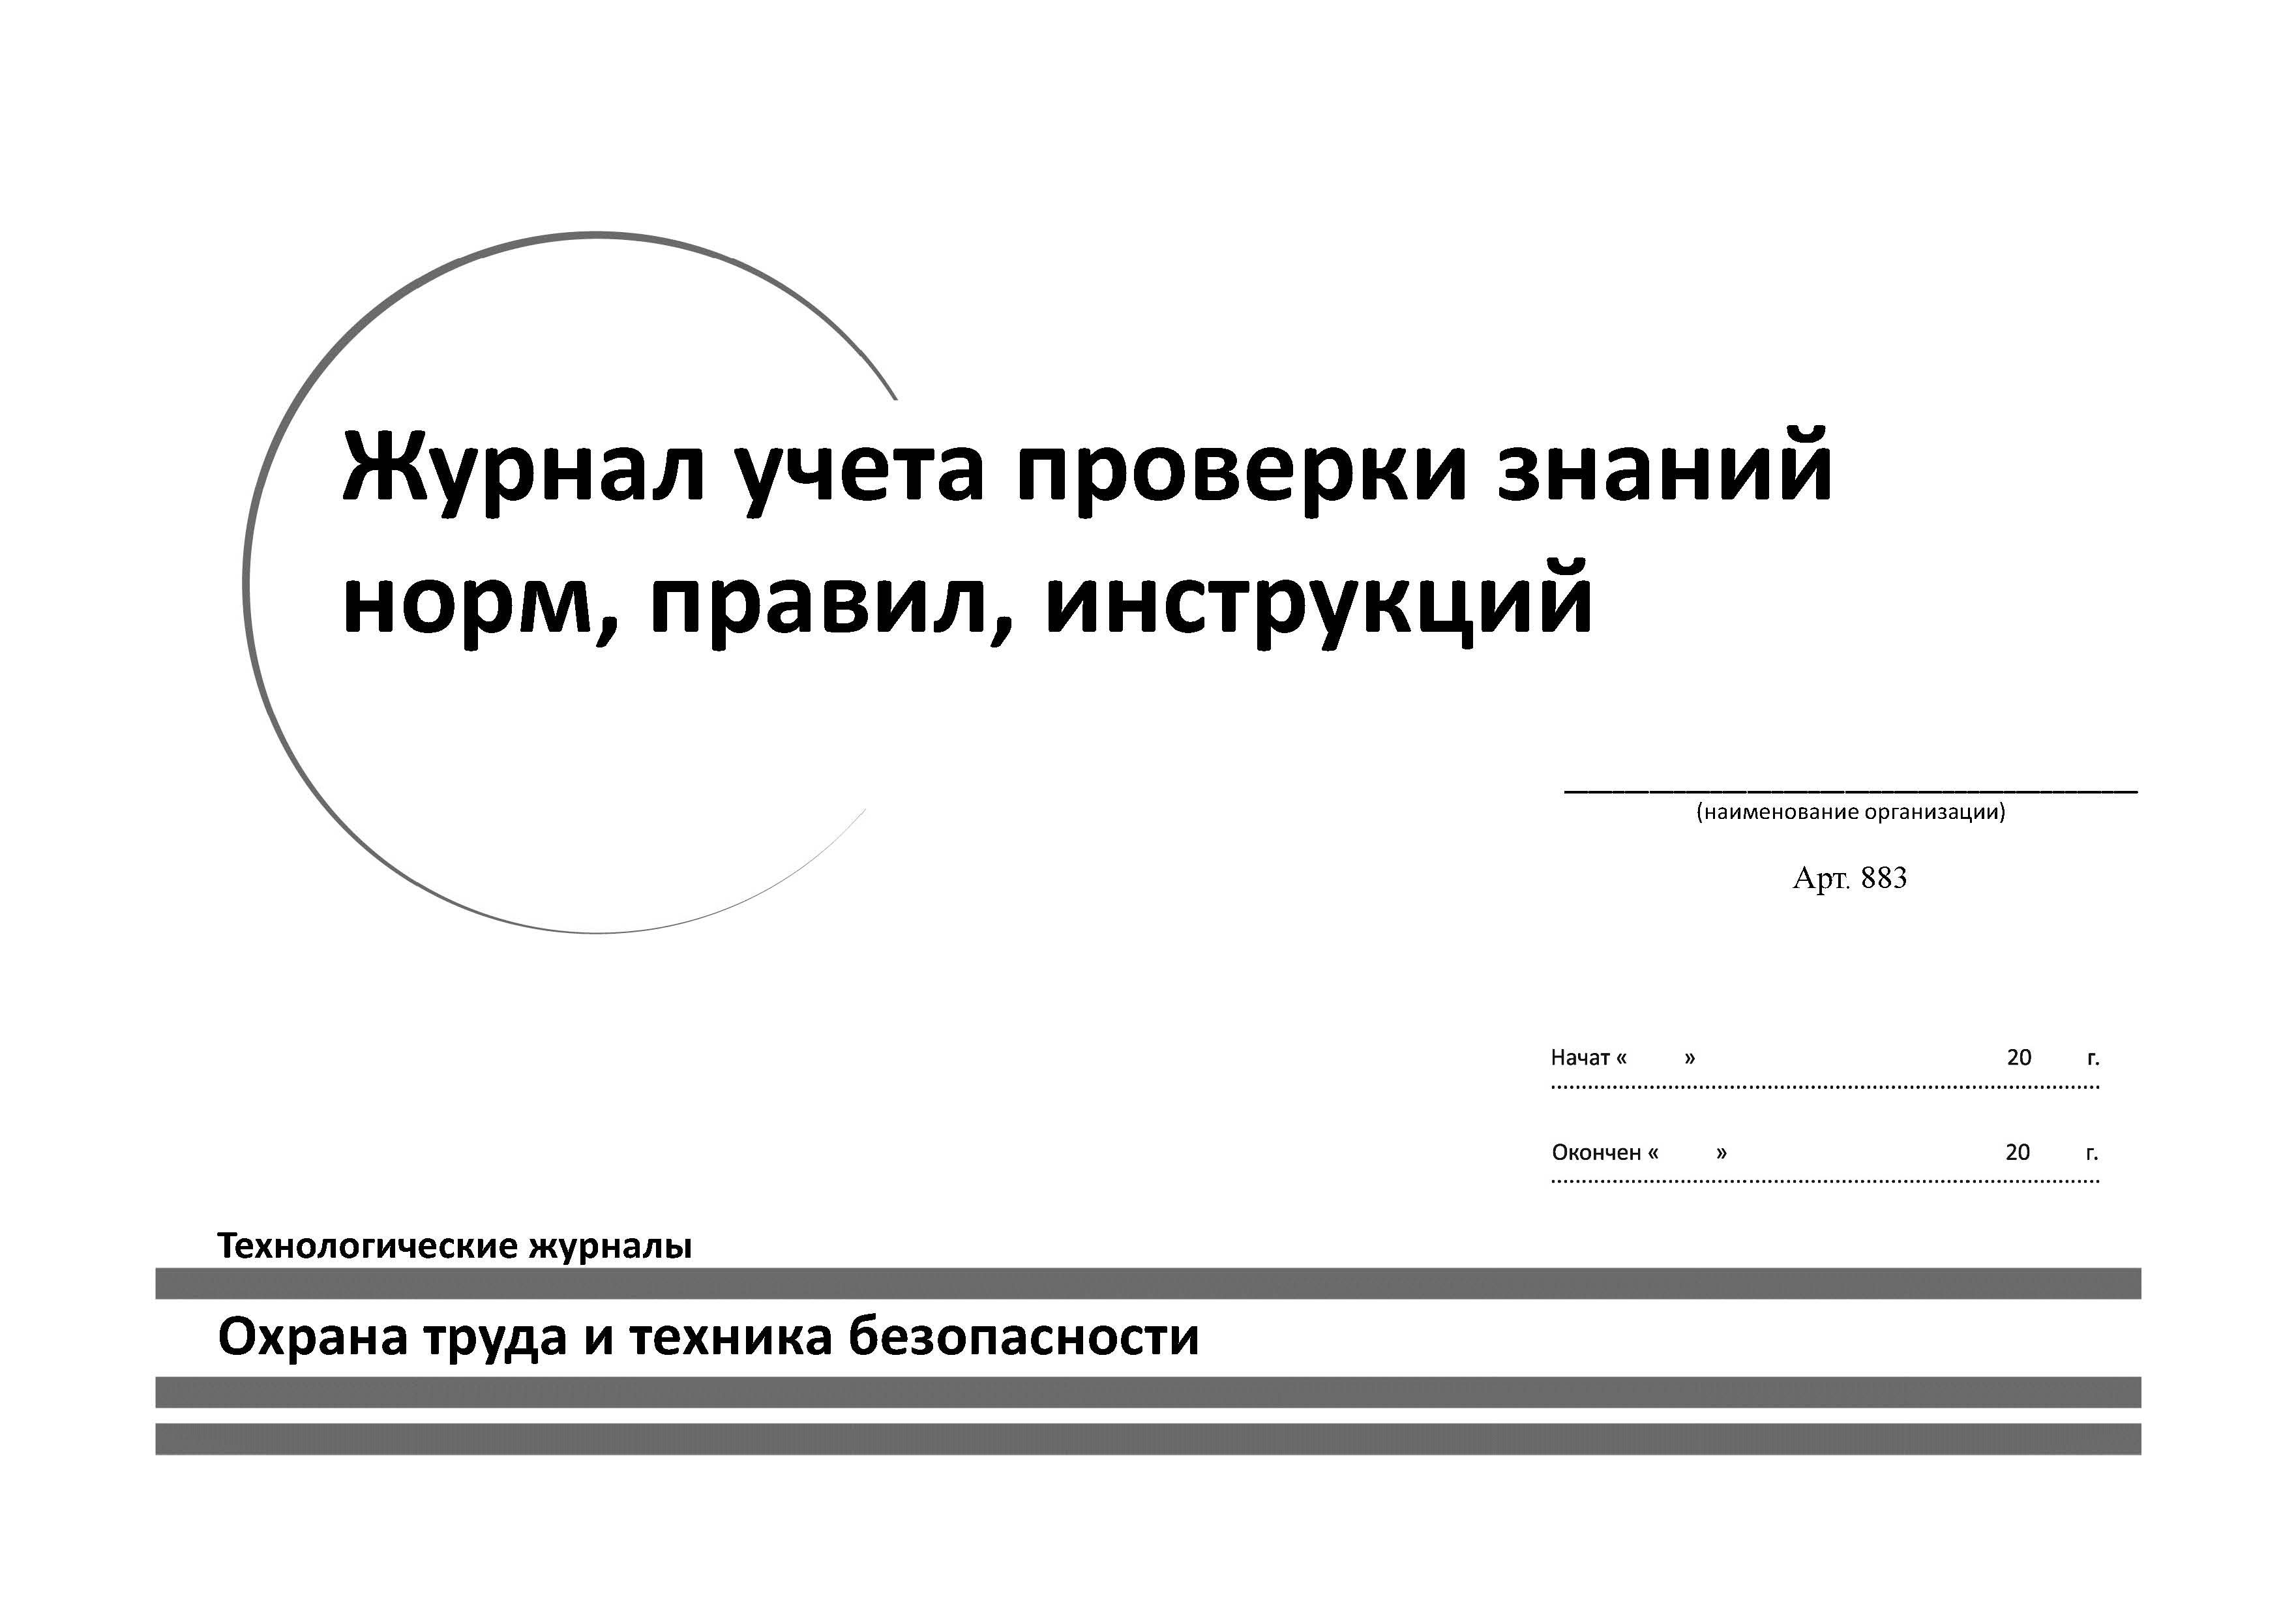 Журнал учета проверки знаний
норм, правил, инструкций
(наименование организации)
Арт. 883
Начат « » 20 г.
Окончен « » 20 г.
Технологические журналы
Охрана труда и техника безопасности